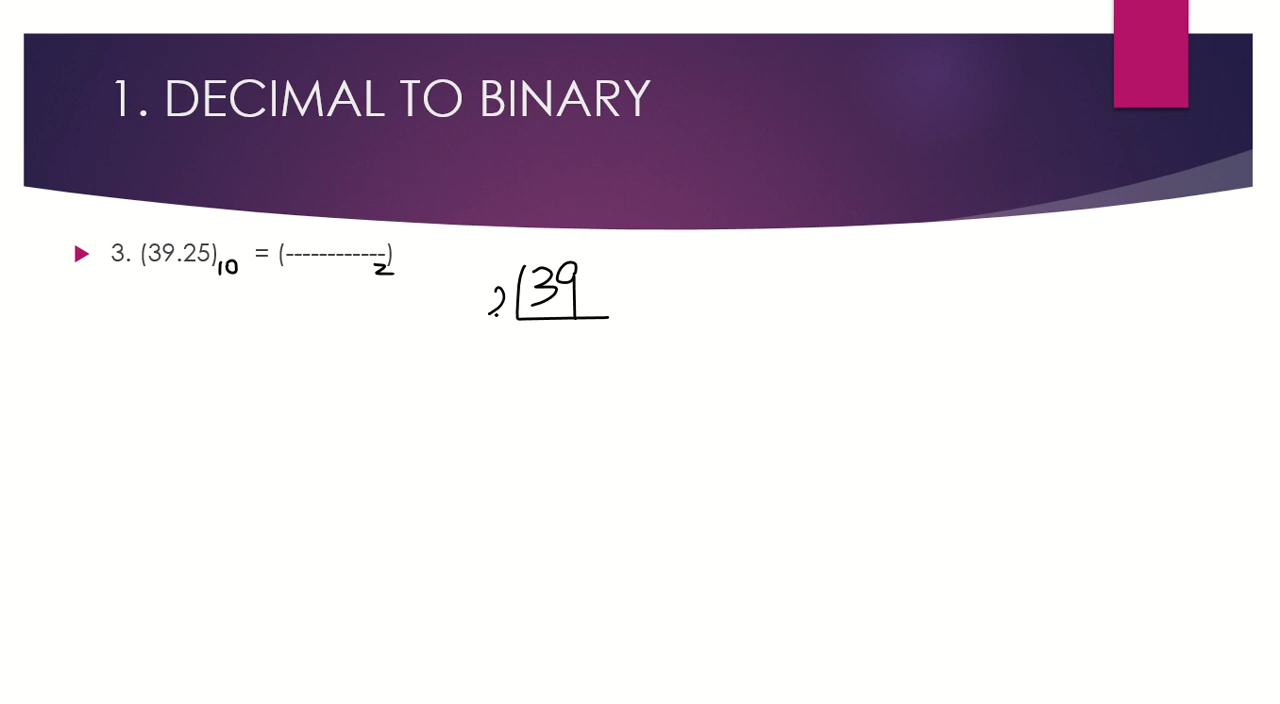 1. DECIMAL TO BINARY
3. (39.25)10 = (------------)2
2 39